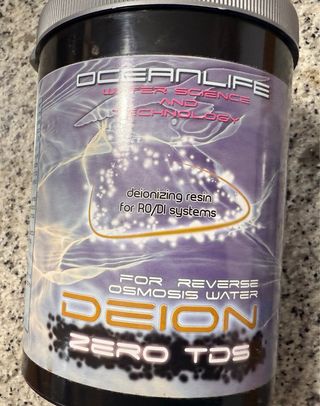 OCEANLIFE
WATER SCIENCE
AND
TECHNOLOGY
deionizing resin
for RO/DI systems
FOR REVERSE
OSMOSIS WATER
DEION
ZERO TDS